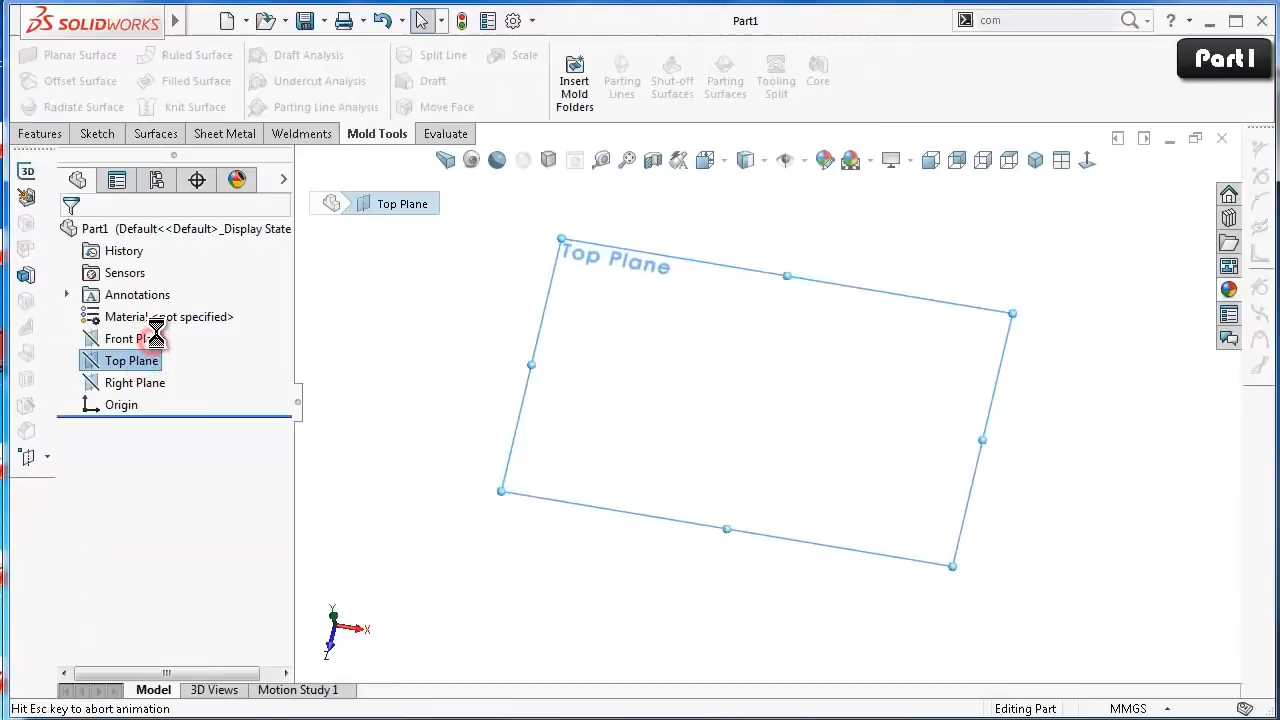 SOLIDWORKS
Part1
com
?
Part1
Planar Surface
Ruled Surface
Draft Analysis
Split Line
Scale
Offset Surface
Filled Surface
Undercut Analysis
Draft
Radiate Surface
Knit Surface
Parting Line Analysis
Move Face
Insert
Mold
Folders
Parting
Lines
Shut-off
Surfaces
Parting
Surfaces
Tooling
Split
Core
Features
Sketch
Surfaces
Sheet Metal
Weldments
Mold Tools
Evaluate
3D
Top Plane
Part1 (Default<<Default>_Display State
History
Sensors
Annotations
Material <not specified>
Front Pl
Top Plane
Right Plane
Origin
Top Plane
Y
X
Z
Model
3D Views
Motion Study 1
Hit Esc key to abort animation
Editing Part
MMGS